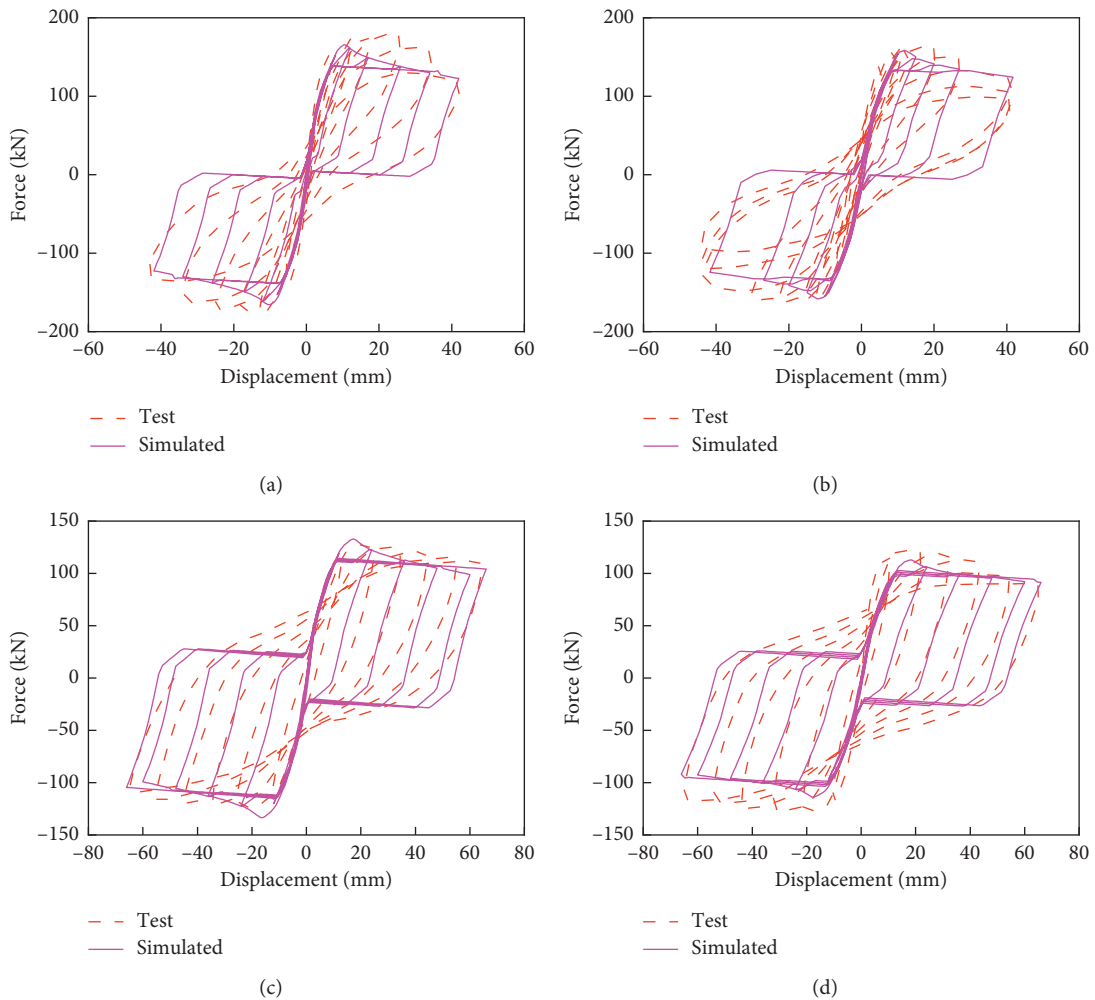 200
100
0
–100
–200
Force (kN)
–60 –40 –20 0 20 40 60
Displacement (mm)
Test
Simulated
(a)
200
100
0
–100
–200
Force (kN)
–60 –40 –20 0 20 40 60
Displacement (mm)
Test
Simulated
(b)
150
100
50
0
–50
–100
–150
Force (kN)
–80 –60 –40 –20 0 20 40 60 80
Displacement (mm)
Test
Simulated
(c)
150
100
50
0
–50
–100
–150
Force (kN)
–80 –60 –40 –20 0 20 40 60 80
Displacement (mm)
Test
Simulated
(d)